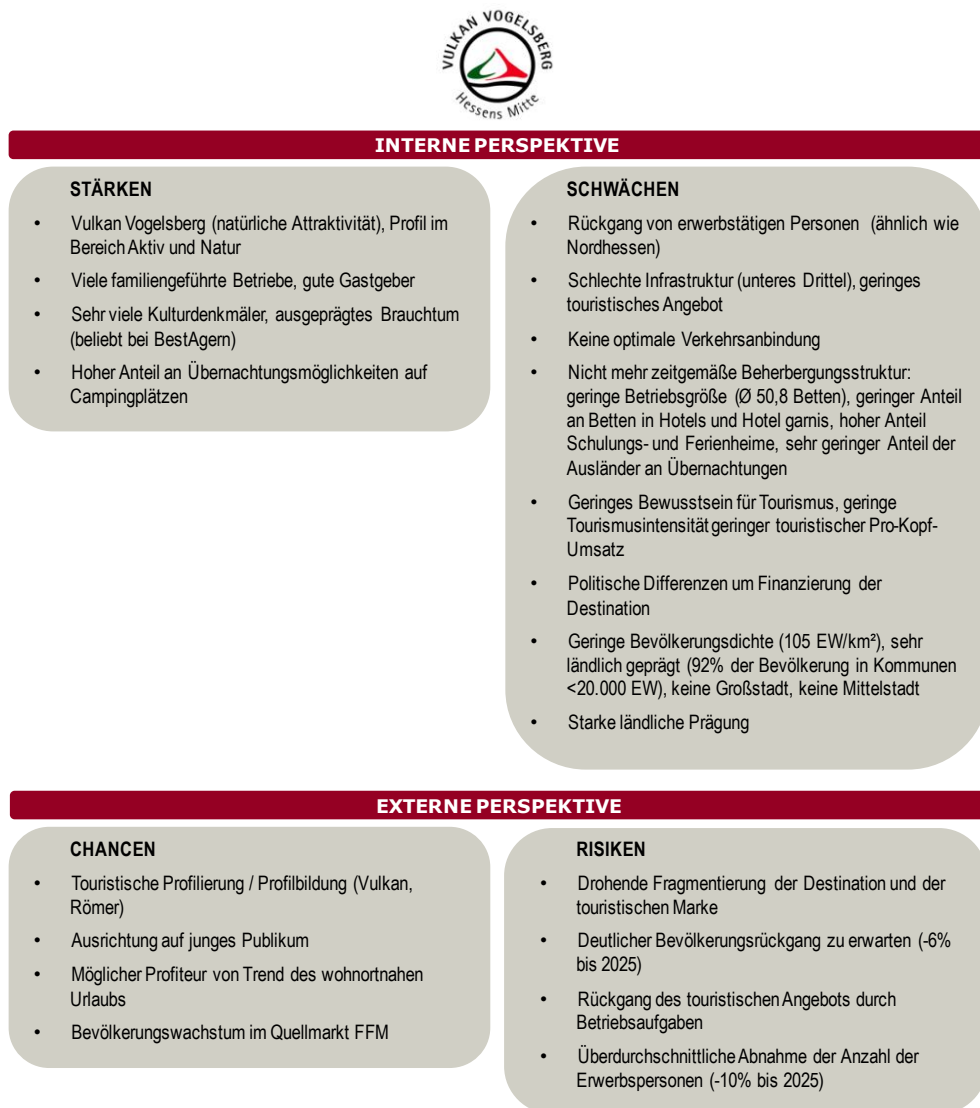 VULKAN VOGELSBERG
Hessens Mitte
INTERNE PERSPEKTIVE
STÄRKEN
• Vulkan Vogelsberg (natürliche Attraktivität), Profil im
Bereich Aktiv und Natur
• Viele familiengeführte Betriebe, gute Gastgeber
• Sehr viele Kulturdenkmäler, ausgeprägtes Brauchtum
(beliebt bei BestAgern)
• Hoher Anteil an Übernachtungsmöglichkeiten auf
Campingplätzen
SCHWÄCHEN
• Rückgang von erwerbstätigen Personen (ähnlich wie
Nordhessen)
• Schlechte Infrastruktur (unteres Drittel), geringes
touristisches Angebot
• Keine optimale Verkehrsanbindung
• Nicht mehr zeitgemäße Beherbergungsstruktur:
geringe Betriebsgröße (Ø 50,8 Betten), geringer Anteil
an Betten in Hotels und Hotel garnis, hoher Anteil
Schulungs- und Ferienheime, sehr geringer Anteil der
Ausländer an Übernachtungen
• Geringes Bewusstsein für Tourismus, geringe
Tourismusintensität geringer touristischer Pro-Kopf-
Umsatz
• Politische Differenzen um Finanzierung der
Destination
• Geringe Bevölkerungsdichte (105 EW/km²), sehr
ländlich geprägt (92% der Bevölkerung in Kommunen
<20.000 EW), keine Großstadt, keine Mittelstadt
• Starke ländliche Prägung
EXTERNE PERSPEKTIVE
CHANCEN
• Touristische Profilierung / Profilbildung (Vulkan,
Römer)
• Ausrichtung auf junges Publikum
• Möglicher Profiteur von Trend des wohnortnahen
Urlaubs
• Bevölkerungswachstum im Quellmarkt FFM
RISIKEN
• Drohende Fragmentierung der Destination und der
touristischen Marke
• Deutlicher Bevölkerungsrückgang zu erwarten (-6%
bis 2025)
• Rückgang des touristischen Angebots durch
Betriebsaufgaben
• Überdurchschnittliche Abnahme der Anzahl der
Erwerbspersonen (-10% bis 2025)